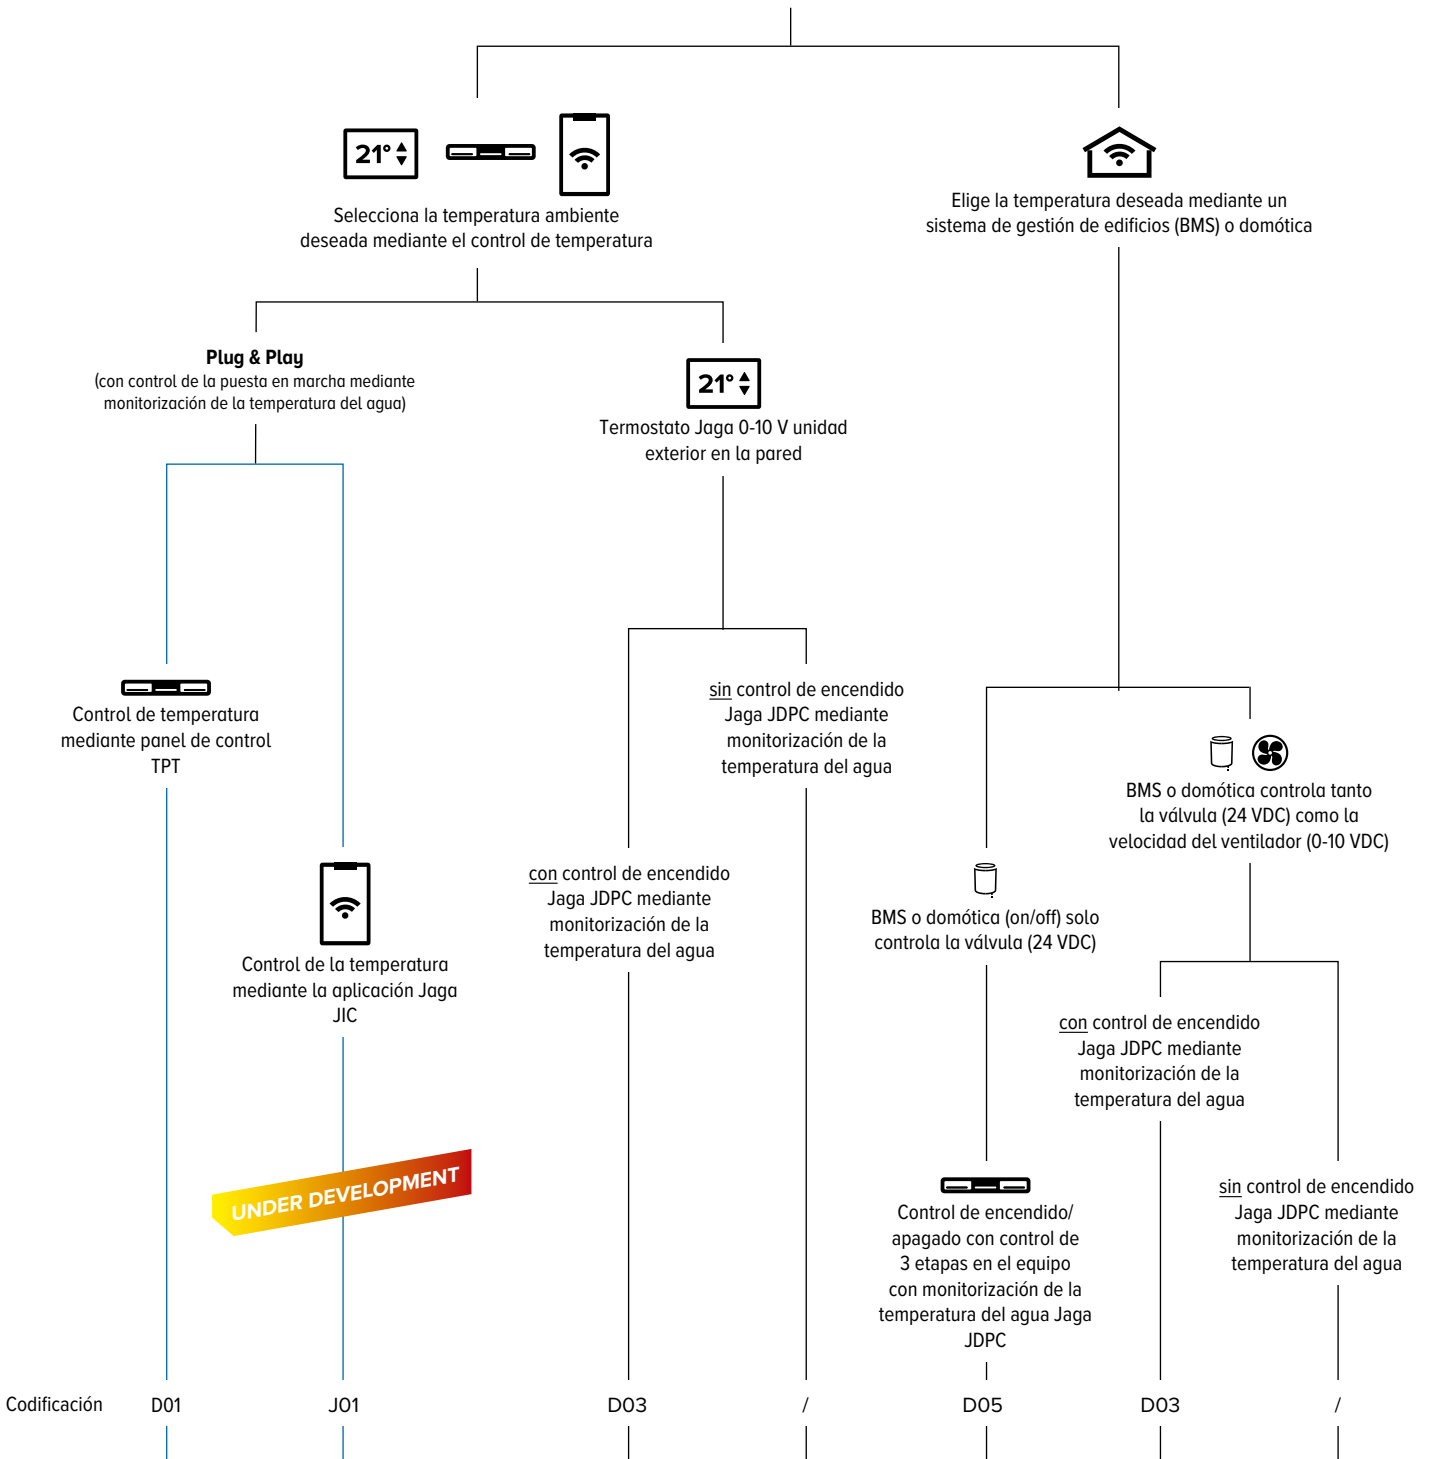 21°
Selecciona la temperatura ambiente
deseada mediante el control de temperatura
Elige la temperatura deseada mediante un
sistema de gestión de edificios (BMS) o domótica
Plug & Play
(con control de la puesta en marcha mediante
monitorización de la temperatura del agua)
21°
Termostato Jaga 0-10 V unidad
exterior en la pared
Control de temperatura
mediante panel de control
TPT
Control de la temperatura
mediante la aplicación Jaga
JIC
UNDER DEVELOPMENT
con control de encendido
Jaga JDPC mediante
monitorización de la
temperatura del agua
sin control de encendido
Jaga JDPC mediante
monitorización de la
temperatura del agua
BMS o domótica (on/off) solo
controla la válvula (24 VDC)
Control de encendido/
apagado con control de
3 etapas en el equipo
con monitorización de la
temperatura del agua Jaga
JDPC
BMS o domótica controla tanto
la válvula (24 VDC) como la
velocidad del ventilador (0-10 VDC)
con control de encendido
Jaga JDPC mediante
monitorización de la
temperatura del agua
sin control de encendido
Jaga JDPC mediante
monitorización de la
temperatura del agua
Codificación D01 J01 D03 / D05 D03 /